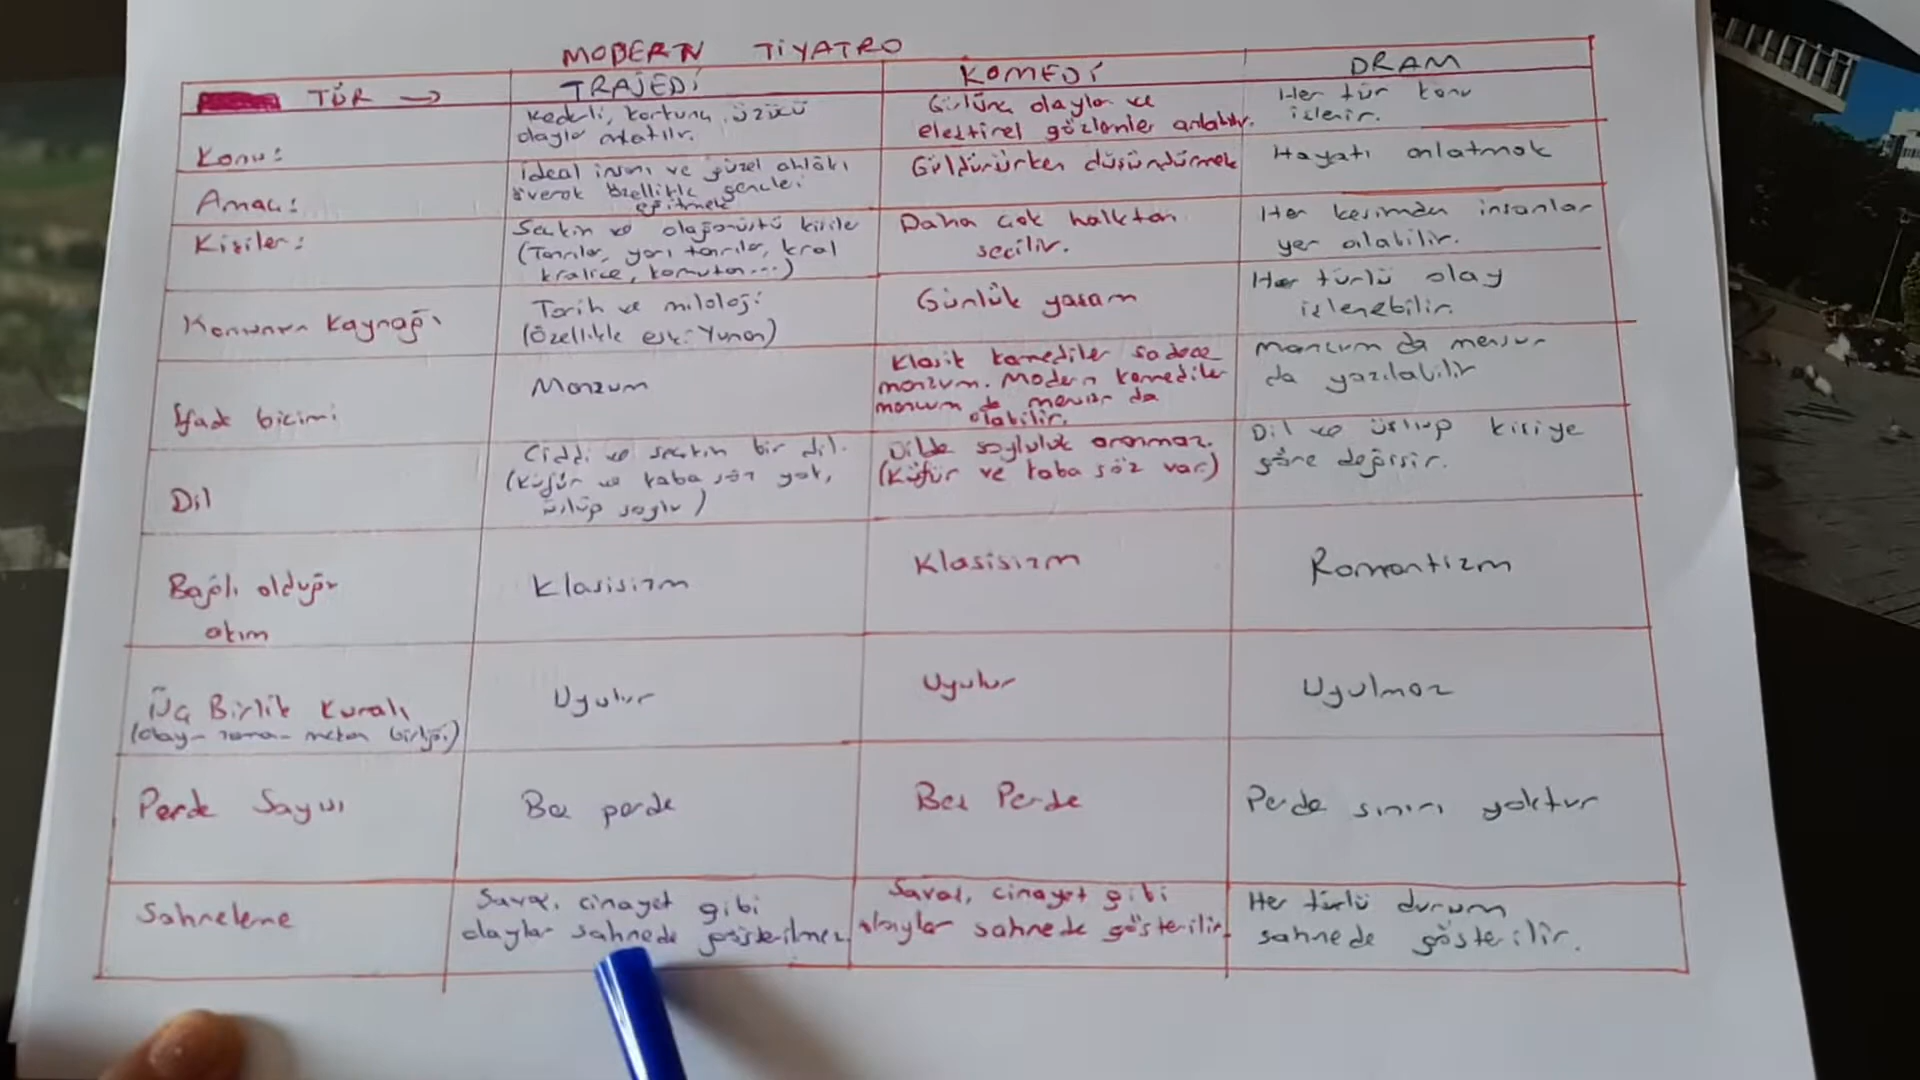 MODERN TİYATRO
TÜR → TRAJEDİ KOMEDİ DRAM
Konu:
Kederli, korkunç, üzücü
olaylar anlatılır.
Gülünç olaylar ve
eleştirel gözlemler anlatılır.
Her tür konu
işlenir.
Amaç:
İdeal insanı ve güzel ahlâkı
överek özellikle gençleri
eğitmek
Güldürürken düşündürmek
Hayatı anlatmak
Kişiler:
Seçkin ve olağanüstü kişiler
(Tanrılar, yarı tanrılar, kral
kraliçe, komutan...)
Daha çok halktan
seçilir.
Her kesimden insanlar
yer alabilir.
Konunun Kaynağı
Tarih ve mitoloji
(Özellikle eski Yunan)
Günlük yaşam
Her türlü olay
işlenebilir.
İfade biçimi
Manzum
Klasik komediler sadece
manzum. Modern komediler
manzum da mensur da
olabilir.
manzum da mensur
da yazılabilir
Dil
Ciddi ve seçkin bir dil.
(küfür ve kaba söz yok,
üslup soylu)
Dilde soyluluk aranmaz.
(Küfür ve kaba söz var)
Dil ve üslup kişiye
göre değişir.
Bağlı olduğu
akım
Klasisizm
Klasisizm
Romantizm
Üç Birlik Kuralı
(olay-zaman-mekan birliği)
Uyulur
Uyulur
Uyulmaz
Perde Sayısı
Beş perde
Beş Perde
Perde sınırı yoktur
Sahneleme
Savaş, cinayet gibi
olaylar sahnede gösterilmez
Savaş, cinayet gibi
olaylar sahnede gösterilir
Her türlü durum
sahnede gösterilir.